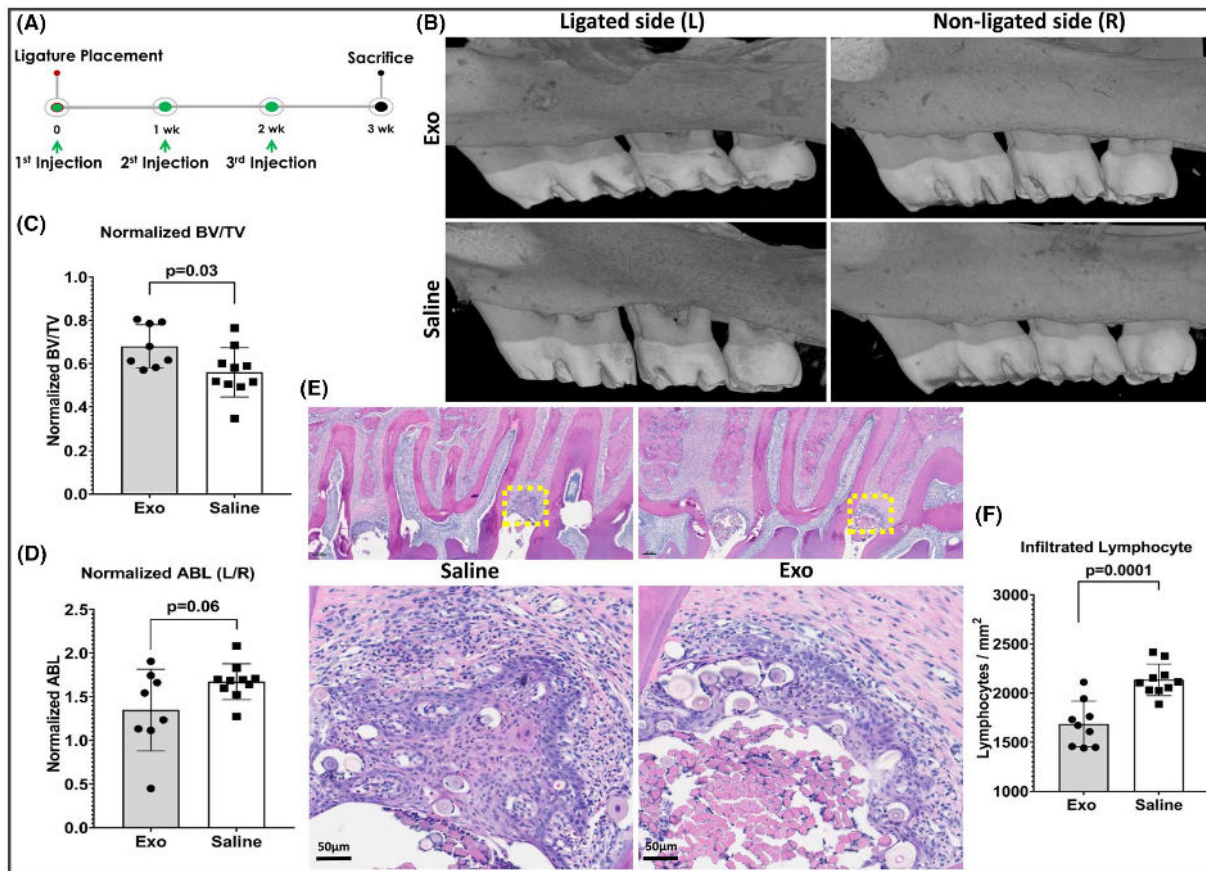 (A)
Ligature Placement
Sacrifice
0
1 wk
2 wk
3 wk
1st Injection
2st Injection
3rd Injection
(B)
Ligated side (L)
Non-ligated side (R)
Exo
Saline
(C)
Normalized BV/TV
p=0.03
Normalized BV/TV
1.0
0.8
0.6
0.4
0.2
0.0
Exo
Saline
(D)
Normalized ABL (L/R)
p=0.06
Normalized ABL
2.5
2.0
1.5
1.0
0.5
0.0
Exo
Saline
(E)
Saline
Exo
50μm
50μm
(F)
Infiltrated Lymphocyte
p=0.0001
Lymphocytes / mm2
3000
2500
2000
1500
1000
Exo
Saline